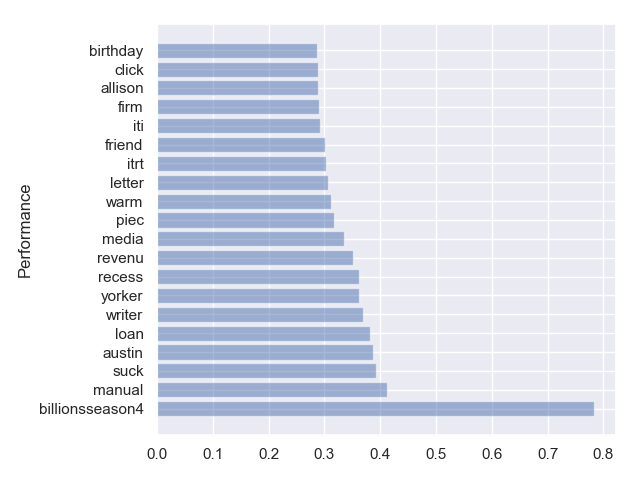 birthday
click
allison
firm
iti
friend
itrt
letter
warm
piec
media
revenu
recess
yorker
writer
loan
austin
suck
manual
billionsseason4
Performance
0.0 0.1 0.2 0.3 0.4 0.5 0.6 0.7 0.8